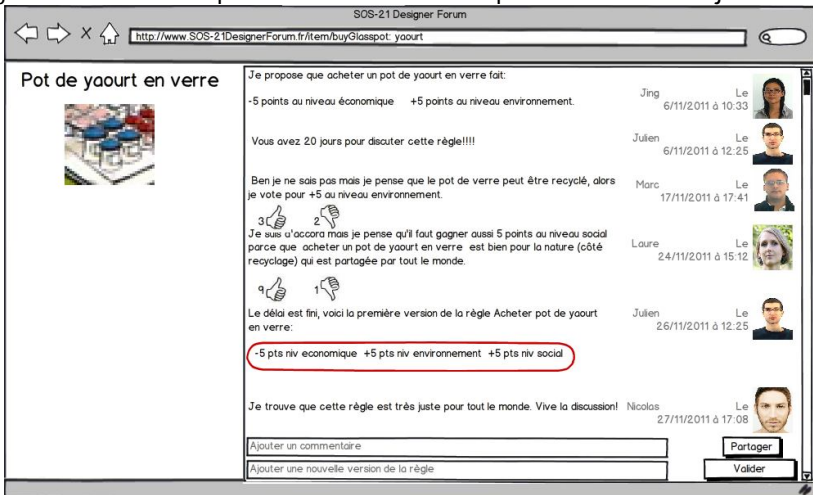 SOS-21 Designer Forum
http://www.SOS-21DesignerForum.fr/item/buyGlasspot: yaourt
Pot de yaourt en verre
Je propose que acheter un pot de yaourt en verre fait:
-5 points au niveau économique +5 points au niveau environnement.
Jing Le
6/11/2011 à 10:33
Vous avez 20 jours pour discuter cette règle!!!!
Julien Le
6/11/2011 à 12:25
Ben je ne sais pas mais je pense que le pot de verre peut être recyclé, alors
je vote pour +5 au niveau environnement.
Marc Le
17/11/2011 à 17:41
3 2
Je suis d'accord mais je pense qu'il faut gagner aussi 5 points au niveau social
parce que acheter un pot de yaourt en verre est bien pour la nature (côté
recyclage) qui est partagée par tout le monde.
Laure Le
24/11/2011 à 15:12
9 1
Le délai est fini, voici la première version de la règle Acheter pot de yaourt
en verre:
Julien Le
26/11/2011 à 12:25
-5 pts niv economique +5 pts niv environnement +5 pts niv social
Je trouve que cette règle est très juste pour tout le monde. Vive la discussion!
Nicolas Le
27/11/2011 à 17:08
Ajouter un commentaire
Partager
Ajouter une nouvelle version de la règle
Valider